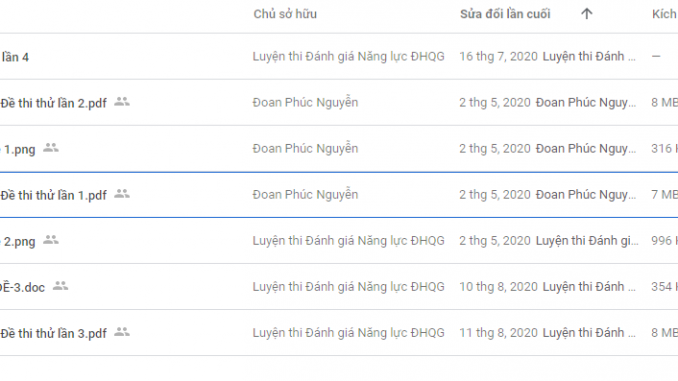 Chủ sở hữu Sửa đổi lần cuối Kích
lần 4 Luyện thi Đánh giá Năng lực ĐHQG 16 thg 7, 2020 Luyện thi Đánh ... —
Đề thi thử lần 2.pdf Đoan Phúc Nguyễn 2 thg 5, 2020 Đoan Phúc Nguy... 8 MB
1.png Đoan Phúc Nguyễn 2 thg 5, 2020 Đoan Phúc Nguy... 316
Đề thi thử lần 1.pdf Đoan Phúc Nguyễn 2 thg 5, 2020 Đoan Phúc Nguy... 7 MB
2.png Luyện thi Đánh giá Năng lực ĐHQG 2 thg 5, 2020 Luyện thi Đánh gi... 996
ĐỀ-3.doc Luyện thi Đánh giá Năng lực ĐHQG 10 thg 8, 2020 Luyện thi Đánh ... 354
Đề thi thử lần 3.pdf Luyện thi Đánh giá Năng lực ĐHQG 11 thg 8, 2020 Luyện thi Đánh ... 8 MB